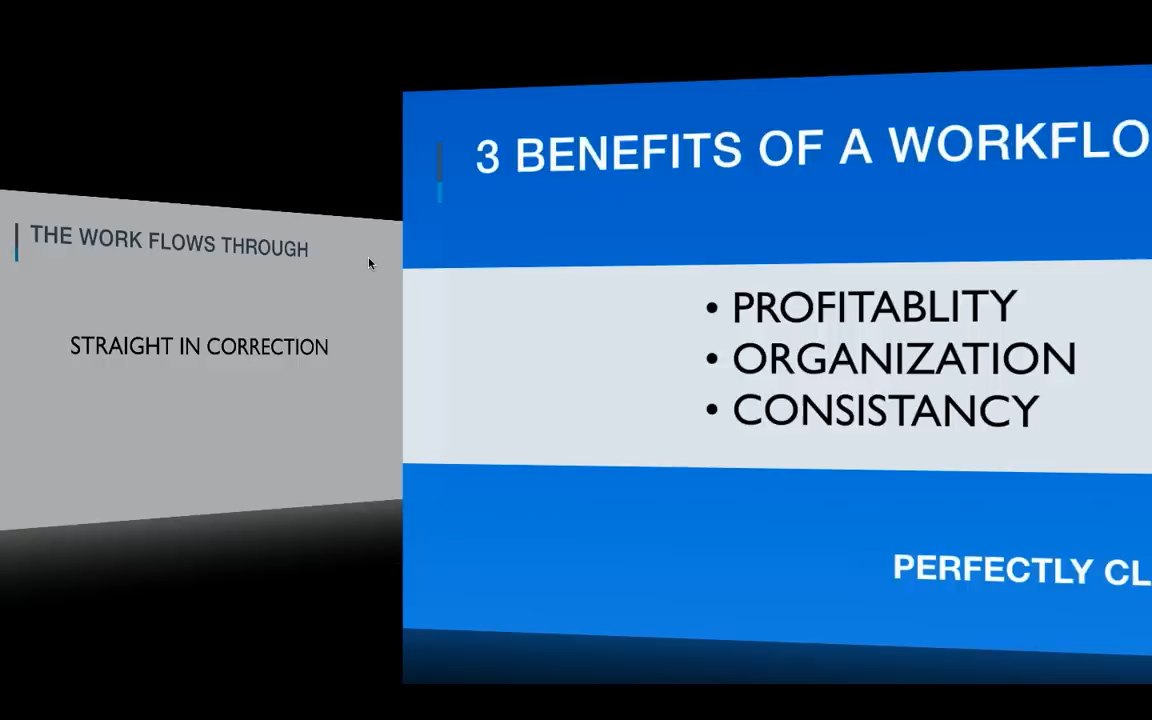 THE WORK FLOWS THROUGH
STRAIGHT IN CORRECTION
3 BENEFITS OF A WORKFLO
• PROFITABLITY
• ORGANIZATION
• CONSISTANCY
PERFECTLY CL